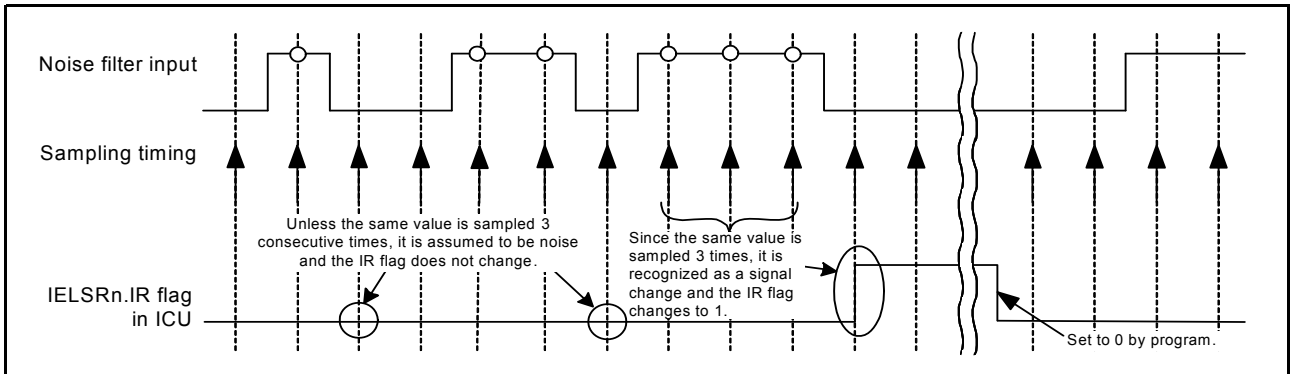 Noise filter input
Sampling timing
Unless the same value is sampled 3
consecutive times, it is assumed to be noise
and the IR flag does not change.
Since the same value is
sampled 3 times, it is
recognized as a signal
change and the IR flag
changes to 1.
IELSRn.IR flag
in ICU
Set to 0 by program.